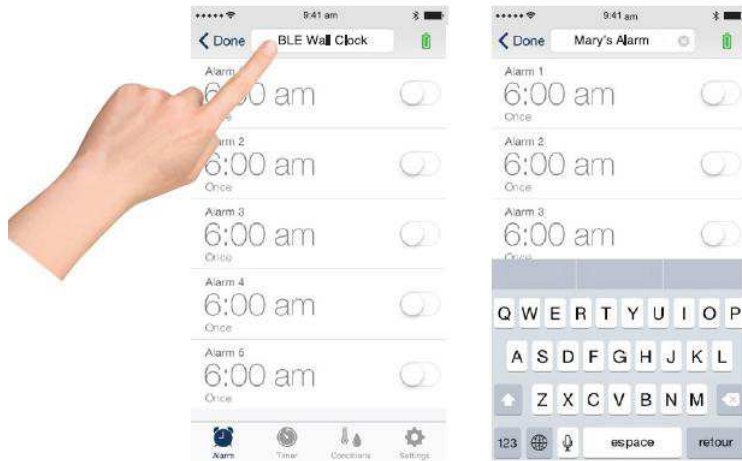 9:41 am
Done BLE Wall Clock
Alarm
6:00 am
Once
Alarm 2
6:00 am
Once
Alarm 3
6:00 am
Once
Alarm 4
6:00 am
Once
Alarm 5
6:00 am
Once
Alarm Timer Conditions Settings
9:41 am
Done Mary's Alarm
Alarm 1
6:00 am
Once
Alarm 2
6:00 am
Once
Alarm 3
6:00 am
Once
Q W E R T Y U I O P
A S D F G H J K L
Z X C V B N M
123 espace retour